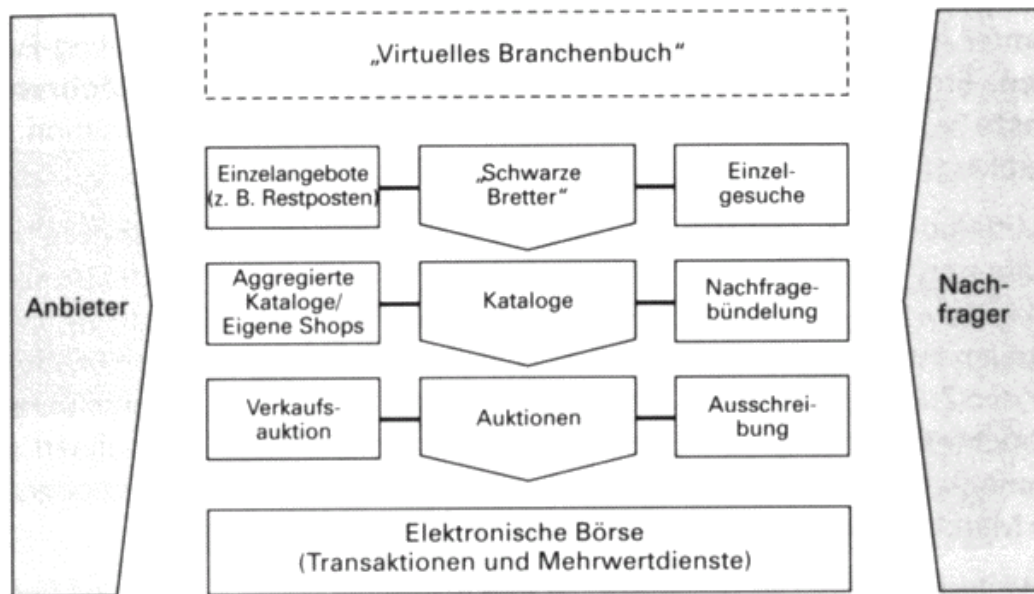 „Virtuelles Branchenbuch“
Einzelangebote
(z. B. Restposten)
„Schwarze
Bretter“
Einzel-
gesuche
Anbieter
Aggregierte
Kataloge/
Eigene Shops
Kataloge
Nachfrage-
bündelung
Nach-
frager
Verkaufs-
auktion
Auktionen
Ausschrei-
bung
Elektronische Börse
(Transaktionen und Mehrwertdienste)